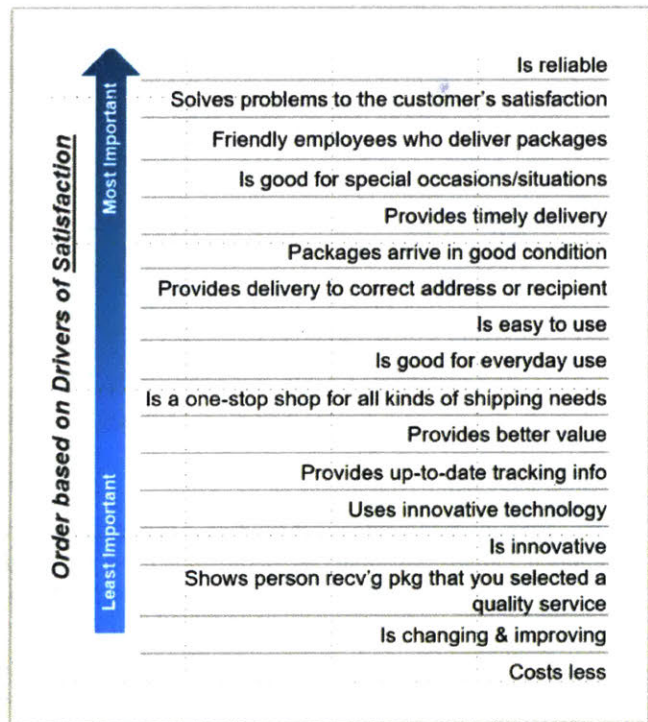 Order based on Drivers of Satisfaction
Most Important
Least Important
Is reliable
Solves problems to the customer's satisfaction
Friendly employees who deliver packages
Is good for special occasions/situations
Provides timely delivery
Packages arrive in good condition
Provides delivery to correct address or recipient
Is easy to use
Is good for everyday use
Is a one-stop shop for all kinds of shipping needs
Provides better value
Provides up-to-date tracking info
Uses innovative technology
Is innovative
Shows person recv'g pkg that you selected a
quality service
Is changing & improving
Costs less